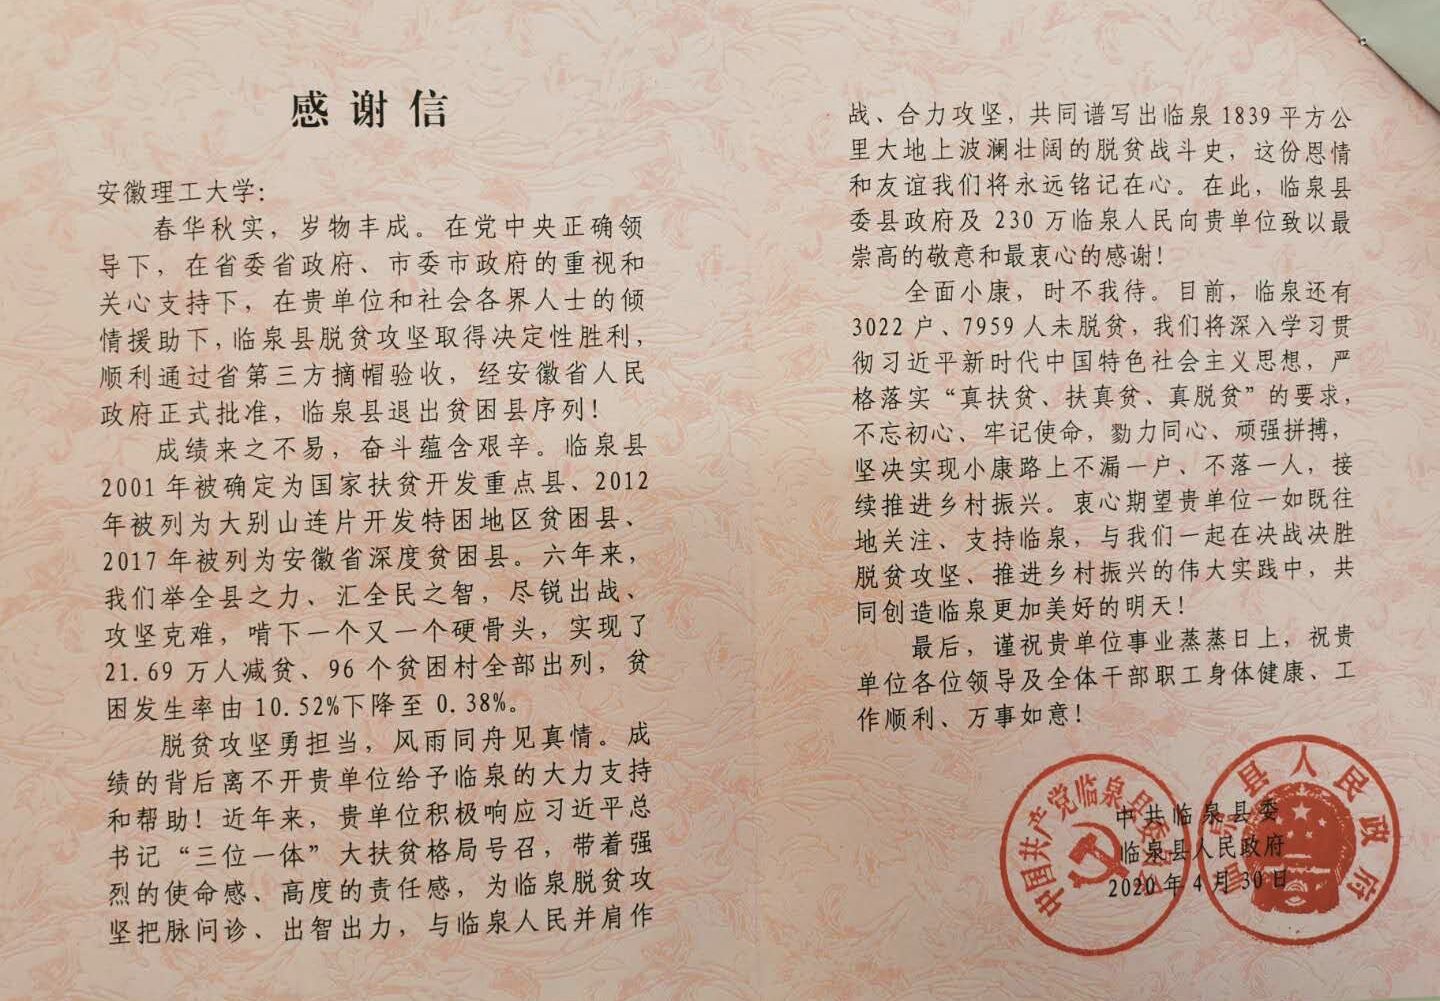 感谢信
安徽理工大学：
春华秋实，岁物丰成。在党中央正确领
导下，在省委省政府、市委市政府的重视和
关心支持下，在贵单位和社会各界人士的倾
情援助下，临泉县脱贫攻坚取得决定性胜利，
顺利通过省第三方摘帽验收，经安徽省人民
政府正式批准，临泉县退出贫困县序列！
成绩来之不易，奋斗蕴含艰辛。临泉县
2001年被确定为国家扶贫开发重点县、2012
年被列为大别山连片开发特困地区贫困县、
2017年被列为安徽省深度贫困县。六年来，
我们举全县之力、汇全民之智，尽锐出战、
攻坚克难，啃下一个又一个硬骨头，实现了
21.69万人减贫、96个贫困村全部出列，贫
困发生率由10.52%下降至0.38%。
脱贫攻坚勇担当，风雨同舟见真情。成
绩的背后离不开贵单位给予临泉的大力支持
和帮助！近年来，贵单位积极响应习近平总
书记“三位一体”大扶贫格局号召，带着强
烈的使命感、高度的责任感，为临泉脱贫攻
坚把脉问诊、出智出力，与临泉人民并肩作
战、合力攻坚，共同谱写出临泉1839平方公
里大地上波澜壮阔的脱贫战斗史，这份恩情
和友谊我们将永远铭记在心。在此，临泉县
委县政府及230万临泉人民向贵单位致以最
崇高的敬意和最衷心的感谢！
全面小康，时不我待。目前，临泉还有
3022户、7959人未脱贫，我们将深入学习贯
彻习近平新时代中国特色社会主义思想，严
格落实“真扶贫、扶真贫、真脱贫”的要求，
不忘初心、牢记使命，勠力同心、顽强拼搏，
坚决实现小康路上不漏一户、不落一人，接
续推进乡村振兴。衷心期望贵单位一如既往
地关注、支持临泉，与我们一起在决战决胜
脱贫攻坚、推进乡村振兴的伟大实践中，共
同创造临泉更加美好的明天！
最后，谨祝贵单位事业蒸蒸日上，祝贵
单位各位领导及全体干部职工身体健康、工
作顺利、万事如意！
中共临泉县委
临泉县人民政府
2020年4月30日
中国共产党临泉县委员会
临泉县人民政府